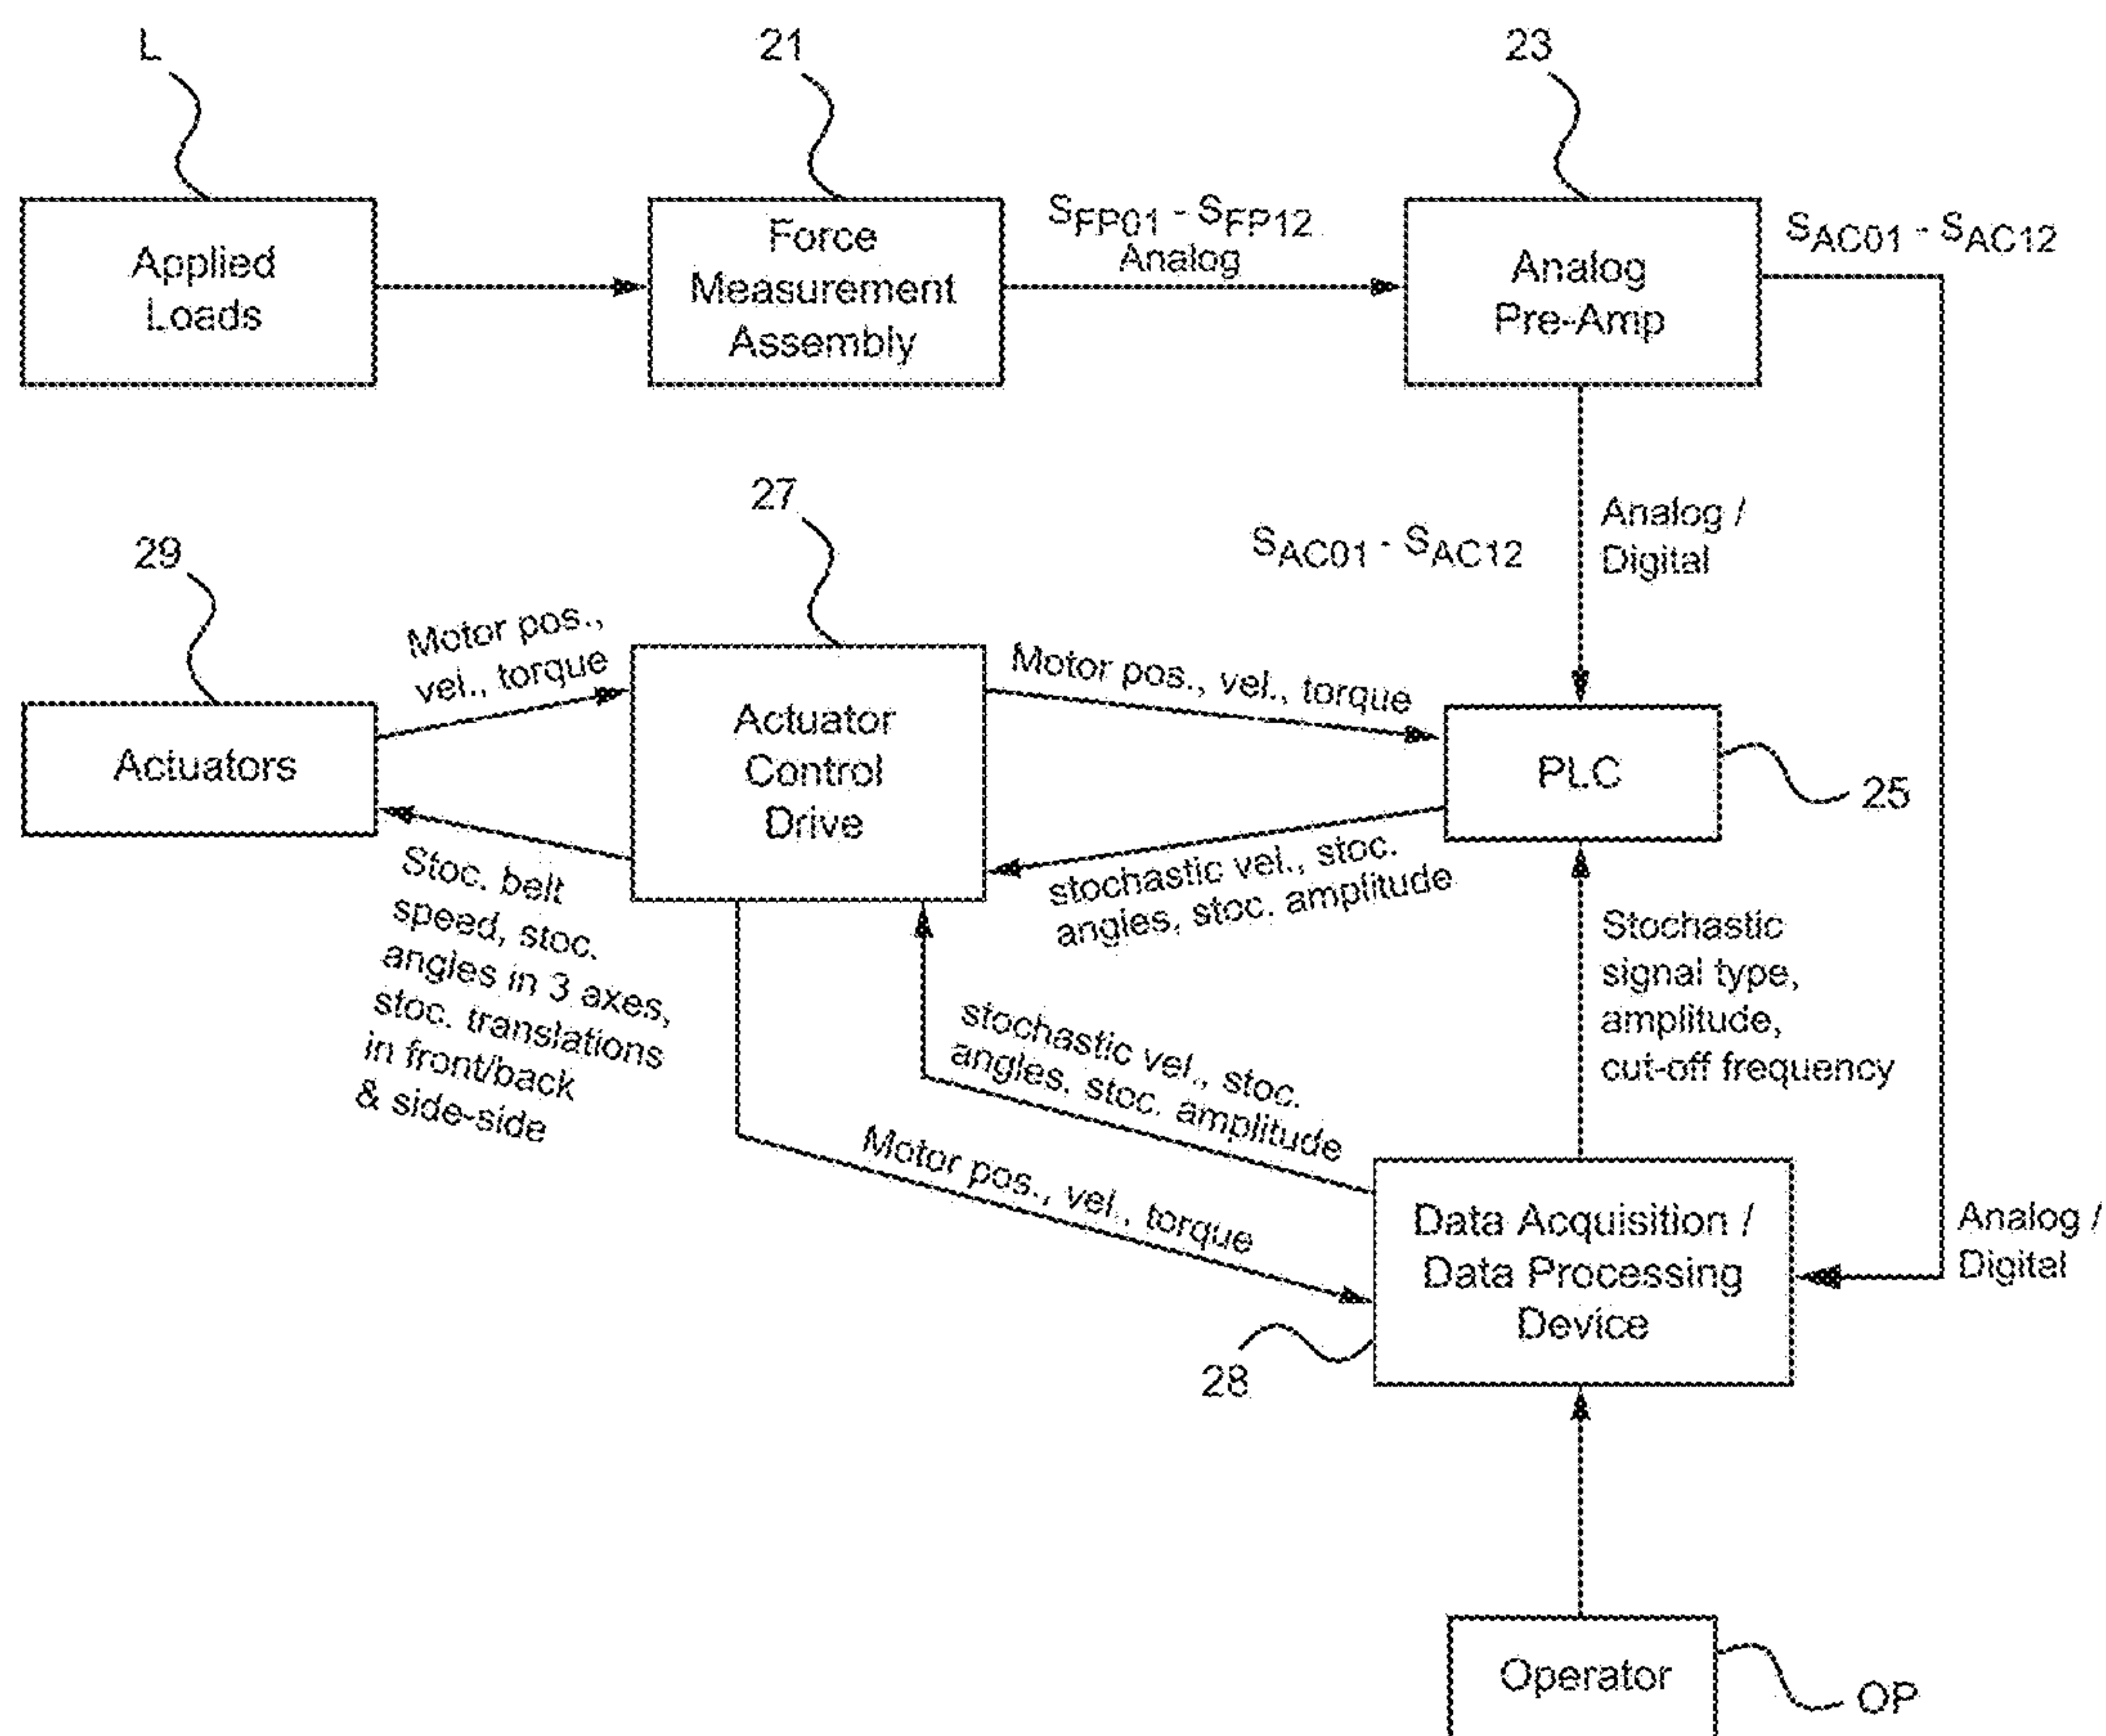 L
21
23
Applied
Loads
Force
Measurement
Assembly
SFP01 - SFP12
Analog
Analog
Pre-Amp
SAC01 - SAC12
27
29
SAC01 - SAC12
Analog /
Digital
Motor pos.,
vel., torque
Actuators
Actuator
Control
Drive
Motor pos., vel., torque
PLC
25
stochastic vel., stoc.
angles, stoc. amplitude
Stoc. belt
speed, stoc.
angles in 3 axes,
stoc. translations
in front/back
& side-side
Stochastic
signal type,
amplitude,
cut-off frequency
stochastic vel., stoc.
angles, stoc. amplitude
Motor pos., vel., torque
Data Acquisition /
Data Processing
Device
Analog /
Digital
28
Operator
OP